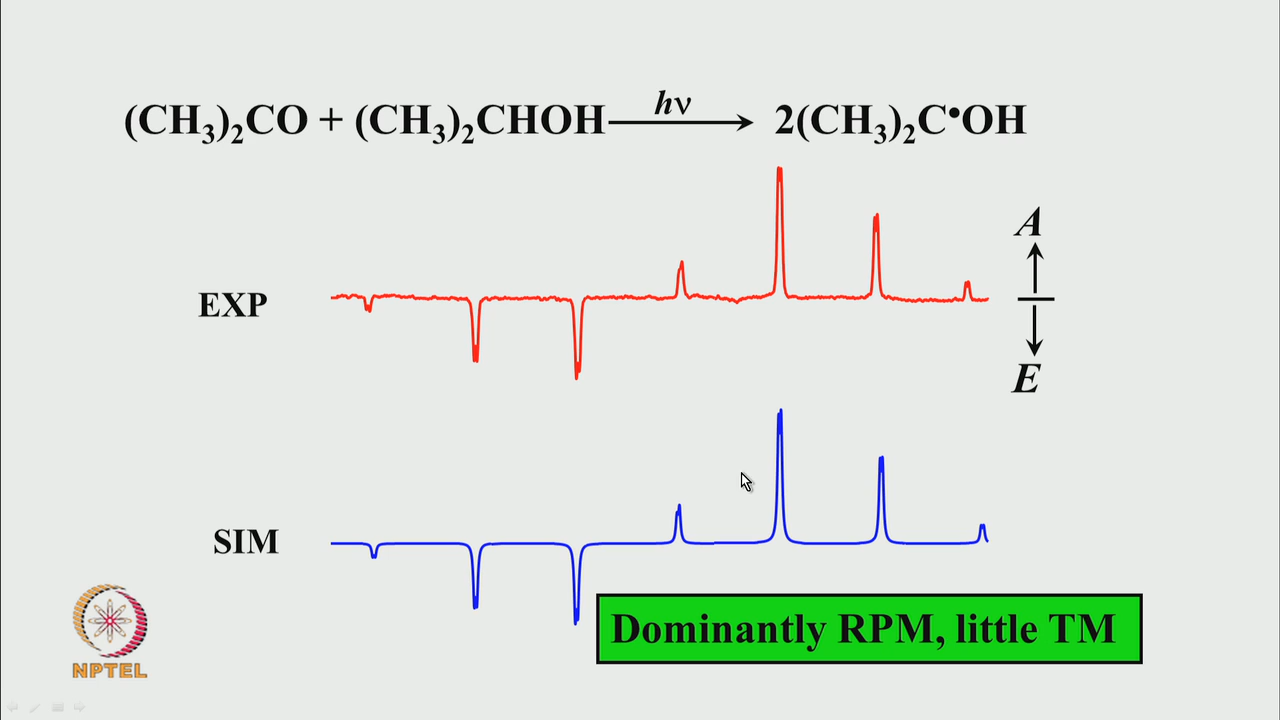 (CH₃)₂CO + (CH₃)₂CHOH hν → 2(CH₃)₂C•OH
A
EXP
E
SIM
Dominantly RPM, little TM
NPTEL